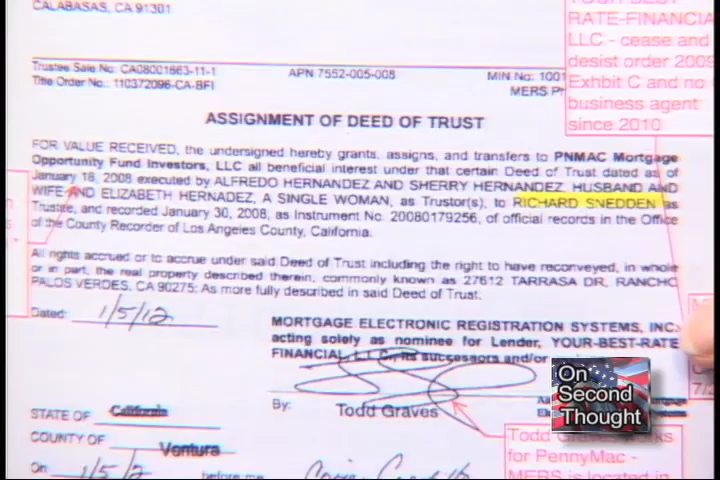 CALABASAS, CA 91301
RATE-FINANCIA
LLC - cease and
desist order 2009
Exhbit C and no
business agent
since 2010
Trustee Sale No: CA08001663-11-1
APN 7552-005-008
MIN No: 1001
Title Order No.: 110372096-CA-BFI
MERS Ph
ASSIGNMENT OF DEED OF TRUST
FOR VALUE RECEIVED, the undersigned hereby grants, assigns, and transfers to PNMAC Mortgage
Opportunity Fund Investors, LLC all beneficial interest under that certain Deed of Trust dated as of
January 18, 2008 executed by ALFREDO HERNANDEZ AND SHERRY HERNANDEZ, HUSBAND AND
WIFE AND ELIZABETH HERNADEZ, A SINGLE WOMAN, as Trustor(s), to RICHARD SNEDDEN as
Trustee, and recorded January 30, 2008, as Instrument No. 20080179256, of official records in the Office
of the County Recorder of Los Angeles County, California.
All rights accrued or to accrue under said Deed of Trust including the right to have reconveyed, in whole
or in part, the real property described therein, commonly known as 27612 TARRASA DR, RANCHO
PALOS VERDES, CA 90275; As more fully described in said Deed of Trust.
Dated: 1/5/12
MORTGAGE ELECTRONIC REGISTRATION SYSTEMS, INC.
acting solely as nominee for Lender, YOUR-BEST-RATE
FINANCIAL, LLC, its successors and/or
By: Todd Graves
On
Second
Thought
STATE OF California
COUNTY OF Ventura
Todd Graves
for PennyMac -
MERS is located in
On 1/5/12 before me